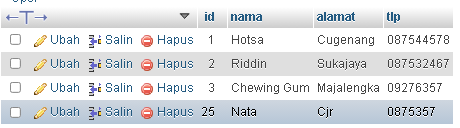 id nama alamat tlp
Ubah Salin Hapus 1 Hotsa Cugenang 087544578
Ubah Salin Hapus 2 Riddin Sukajaya 087532467
Ubah Salin Hapus 3 Chewing Gum Majalengka 09276357
Ubah Salin Hapus 25 Nata Cjr 0875357